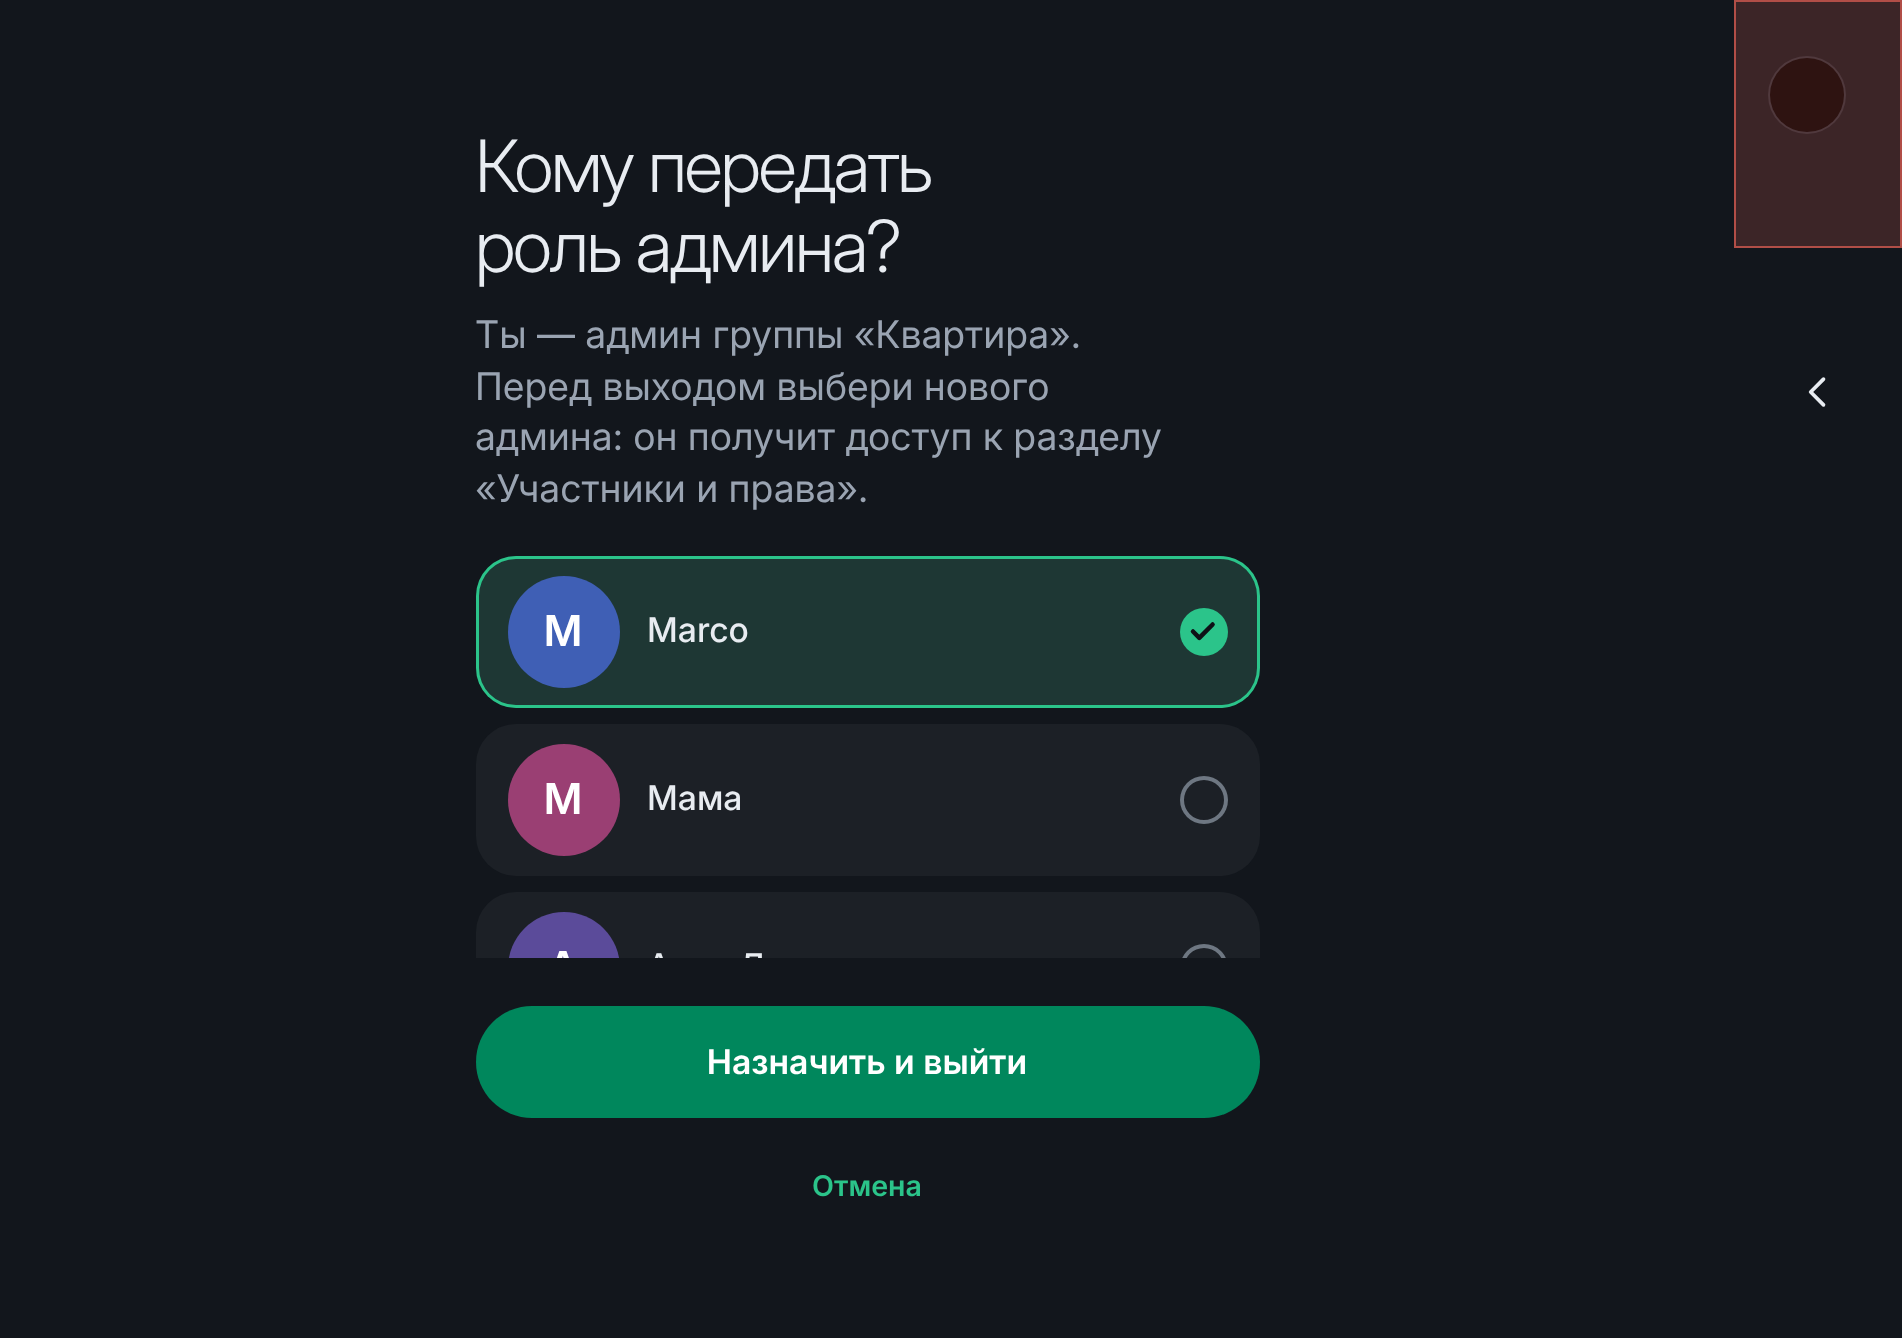 Кому передать
роль админа?
Ты — админ группы «Квартира».
Перед выходом выбери нового
админа: он получит доступ к разделу
«Участники и права».
M Marco
М Мама
Назначить и выйти
Отмена